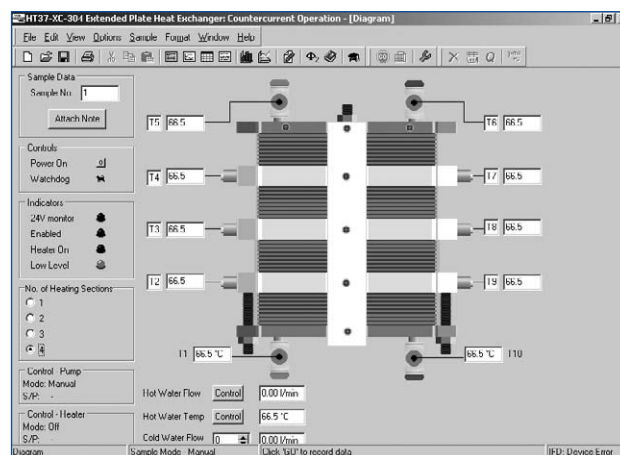 HT37-XC-304 Extended Plate Heat Exchanger: Countercurrent Operation - [Diagram]
File Edit View Options Sample Format Window Help
Sample Data
Sample No. 1
Attach Note
Controls
Power On
Watchdog
Indicators
24V monitor
Enabled
Heater On
Low Level
No. of Heating Sections
1
2
3
4
Control - Pump
Mode: Manual
S/P: -
Control - Heater
Mode: Off
S/P: -
T5 66.5
T6 66.5
T4 66.5
T7 66.5
T3 66.5
T8 66.5
T2 66.5
T9 66.5
T1 66.5 °C
66.5 °C T10
Hot Water Flow Control 0.00 l/min
Hot Water Temp Control 66.5 °C
Cold Water Flow 0 0.00 l/min
Diagram
Sample Mode - Manual
Click 'GO' to record data
IFD: Device Error